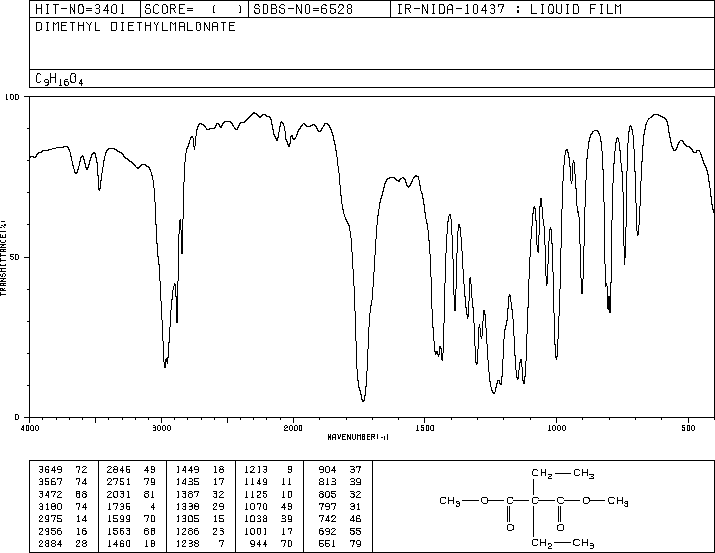 HIT-NO=3401 SCORE= ( ) SDBS-NO=6528 IR-NIDA-10437 : LIQUID FILM
DIMETHYL DIETHYLMALONATE
C9H16O4
100
50
0
TRANSMITTANCE(%)
4000 3000 2000 1500 1000 500
WAVENUMBER(-1)
3649 72 2846 49 1449 18 1213 9 904 37
3567 74 2751 79 1435 17 1149 11 813 39
3472 68 2031 81 1387 32 1125 10 805 32
3180 74 1736 4 1338 29 1070 49 797 31
2975 14 1599 70 1305 15 1038 39 742 46
2956 16 1563 68 1286 23 1001 17 692 55
2884 28 1460 18 1238 7 944 70 551 79
CH2—CH3
CH3—O—C—C—C—O—CH3
O O
CH2—CH3